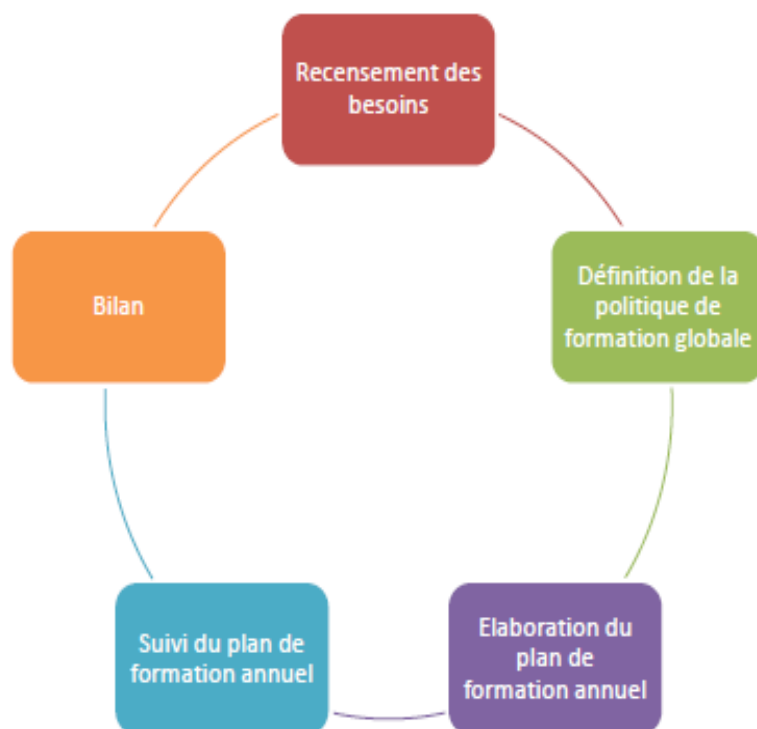 Recensement des
besoins
Définition de la
politique de
formation globale
Elaboration du
plan de
formation annuel
Suivi du plan de
formation annuel
Bilan